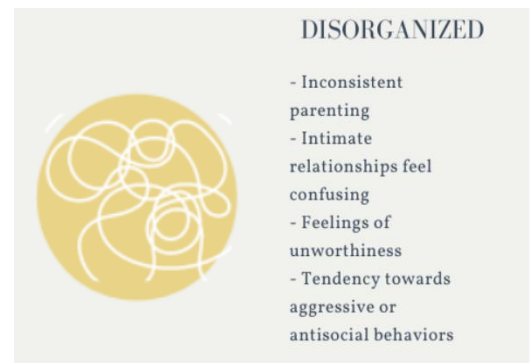 DISORGANIZED
- Inconsistent
parenting
- Intimate
relationships feel
confusing
- Feelings of
unworthiness
- Tendency towards
aggressive or
antisocial behaviors